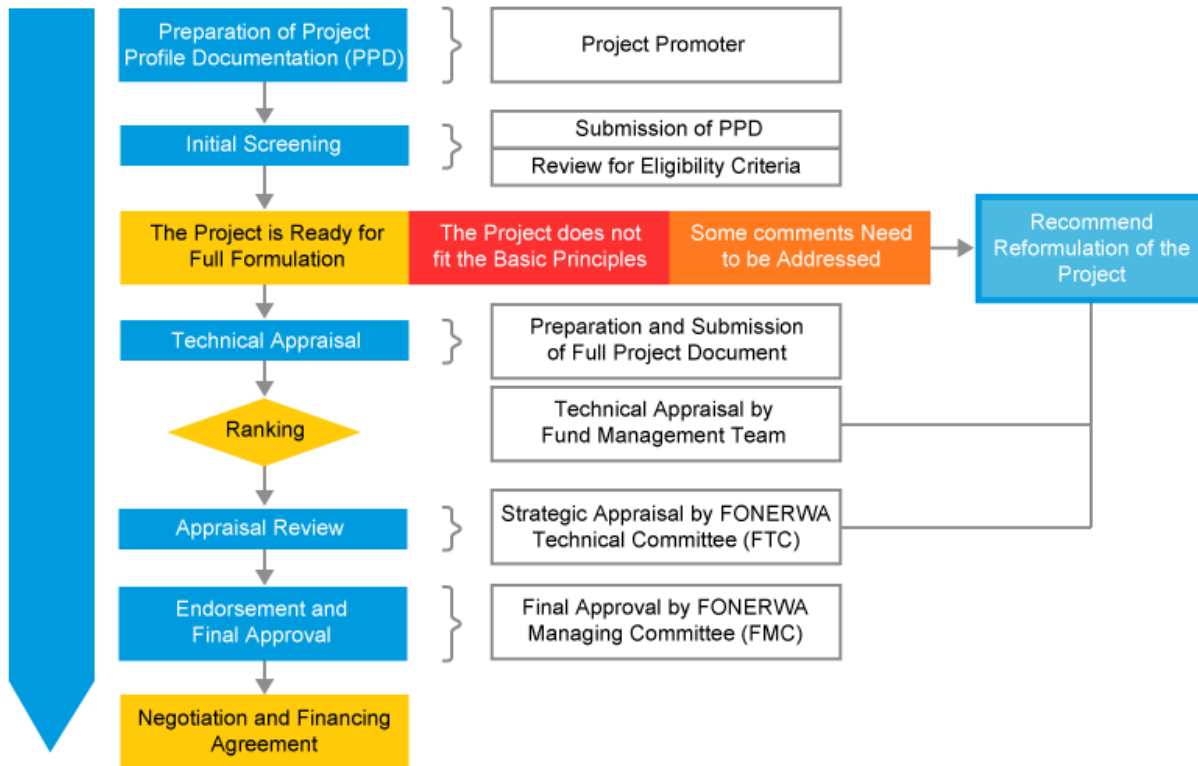 Preparation of Project
Profile Documentation (PPD)
Project Promoter
Initial Screening
Submission of PPD
Review for Eligibility Criteria
The Project is Ready for
Full Formulation
The Project does not
fit the Basic Principles
Some comments Need
to be Addressed
Recommend
Reformulation of the
Project
Technical Appraisal
Preparation and Submission
of Full Project Document
Ranking
Technical Appraisal by
Fund Management Team
Appraisal Review
Strategic Appraisal by FONERWA
Technical Committee (FTC)
Endorsement and
Final Approval
Final Approval by FONERWA
Managing Committee (FMC)
Negotiation and Financing
Agreement